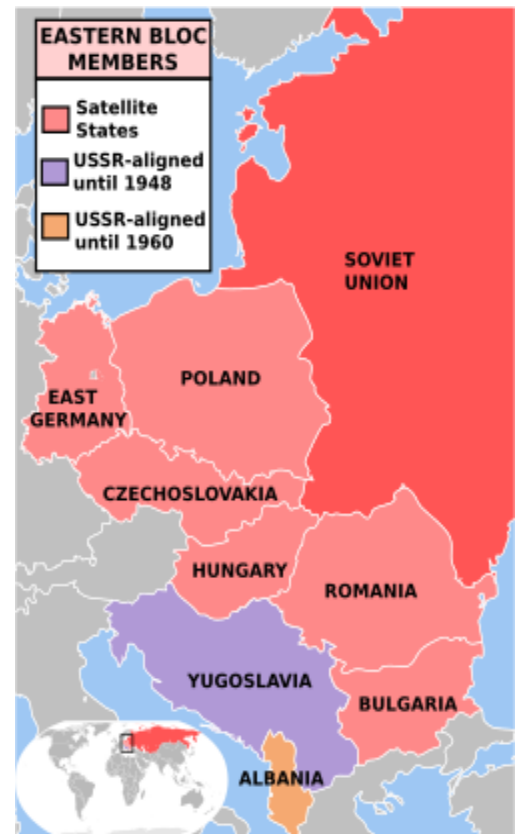 EASTERN BLOC
MEMBERS
Satellite
States
USSR-aligned
until 1948
USSR-aligned
until 1960
SOVIET
UNION
POLAND
EAST
GERMANY
CZECHOSLOVAKIA
HUNGARY
ROMANIA
YUGOSLAVIA
BULGARIA
ALBANIA